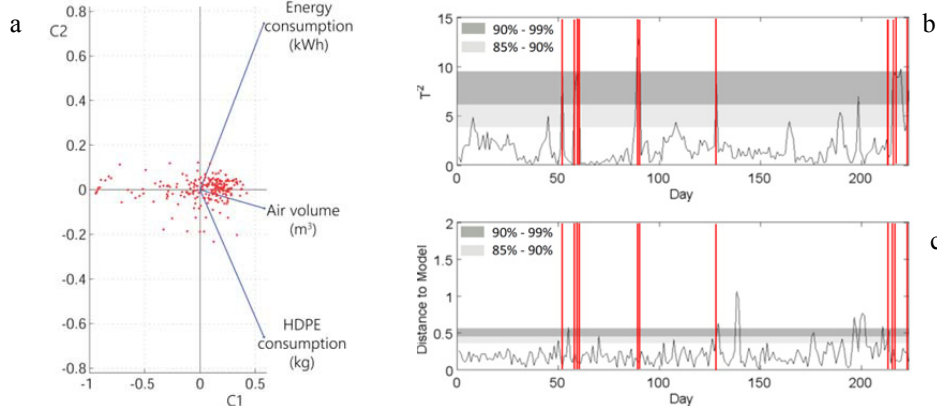 a
C2
0.8
0.6
0.4
0.2
0
-0.2
-0.4
-0.6
-0.8
Energy
consumption
(kWh)
Air volume
(m³)
HDPE
consumption
(kg)
-1
-0.5
0
0.5
C1
b
90% - 99%
85% - 90%
T²
15
10
5
0
0
50
100
150
200
Day
c
90% - 99%
85% - 90%
Distance to Model
2
1.5
1
0.5
0
0
50
100
150
200
Day